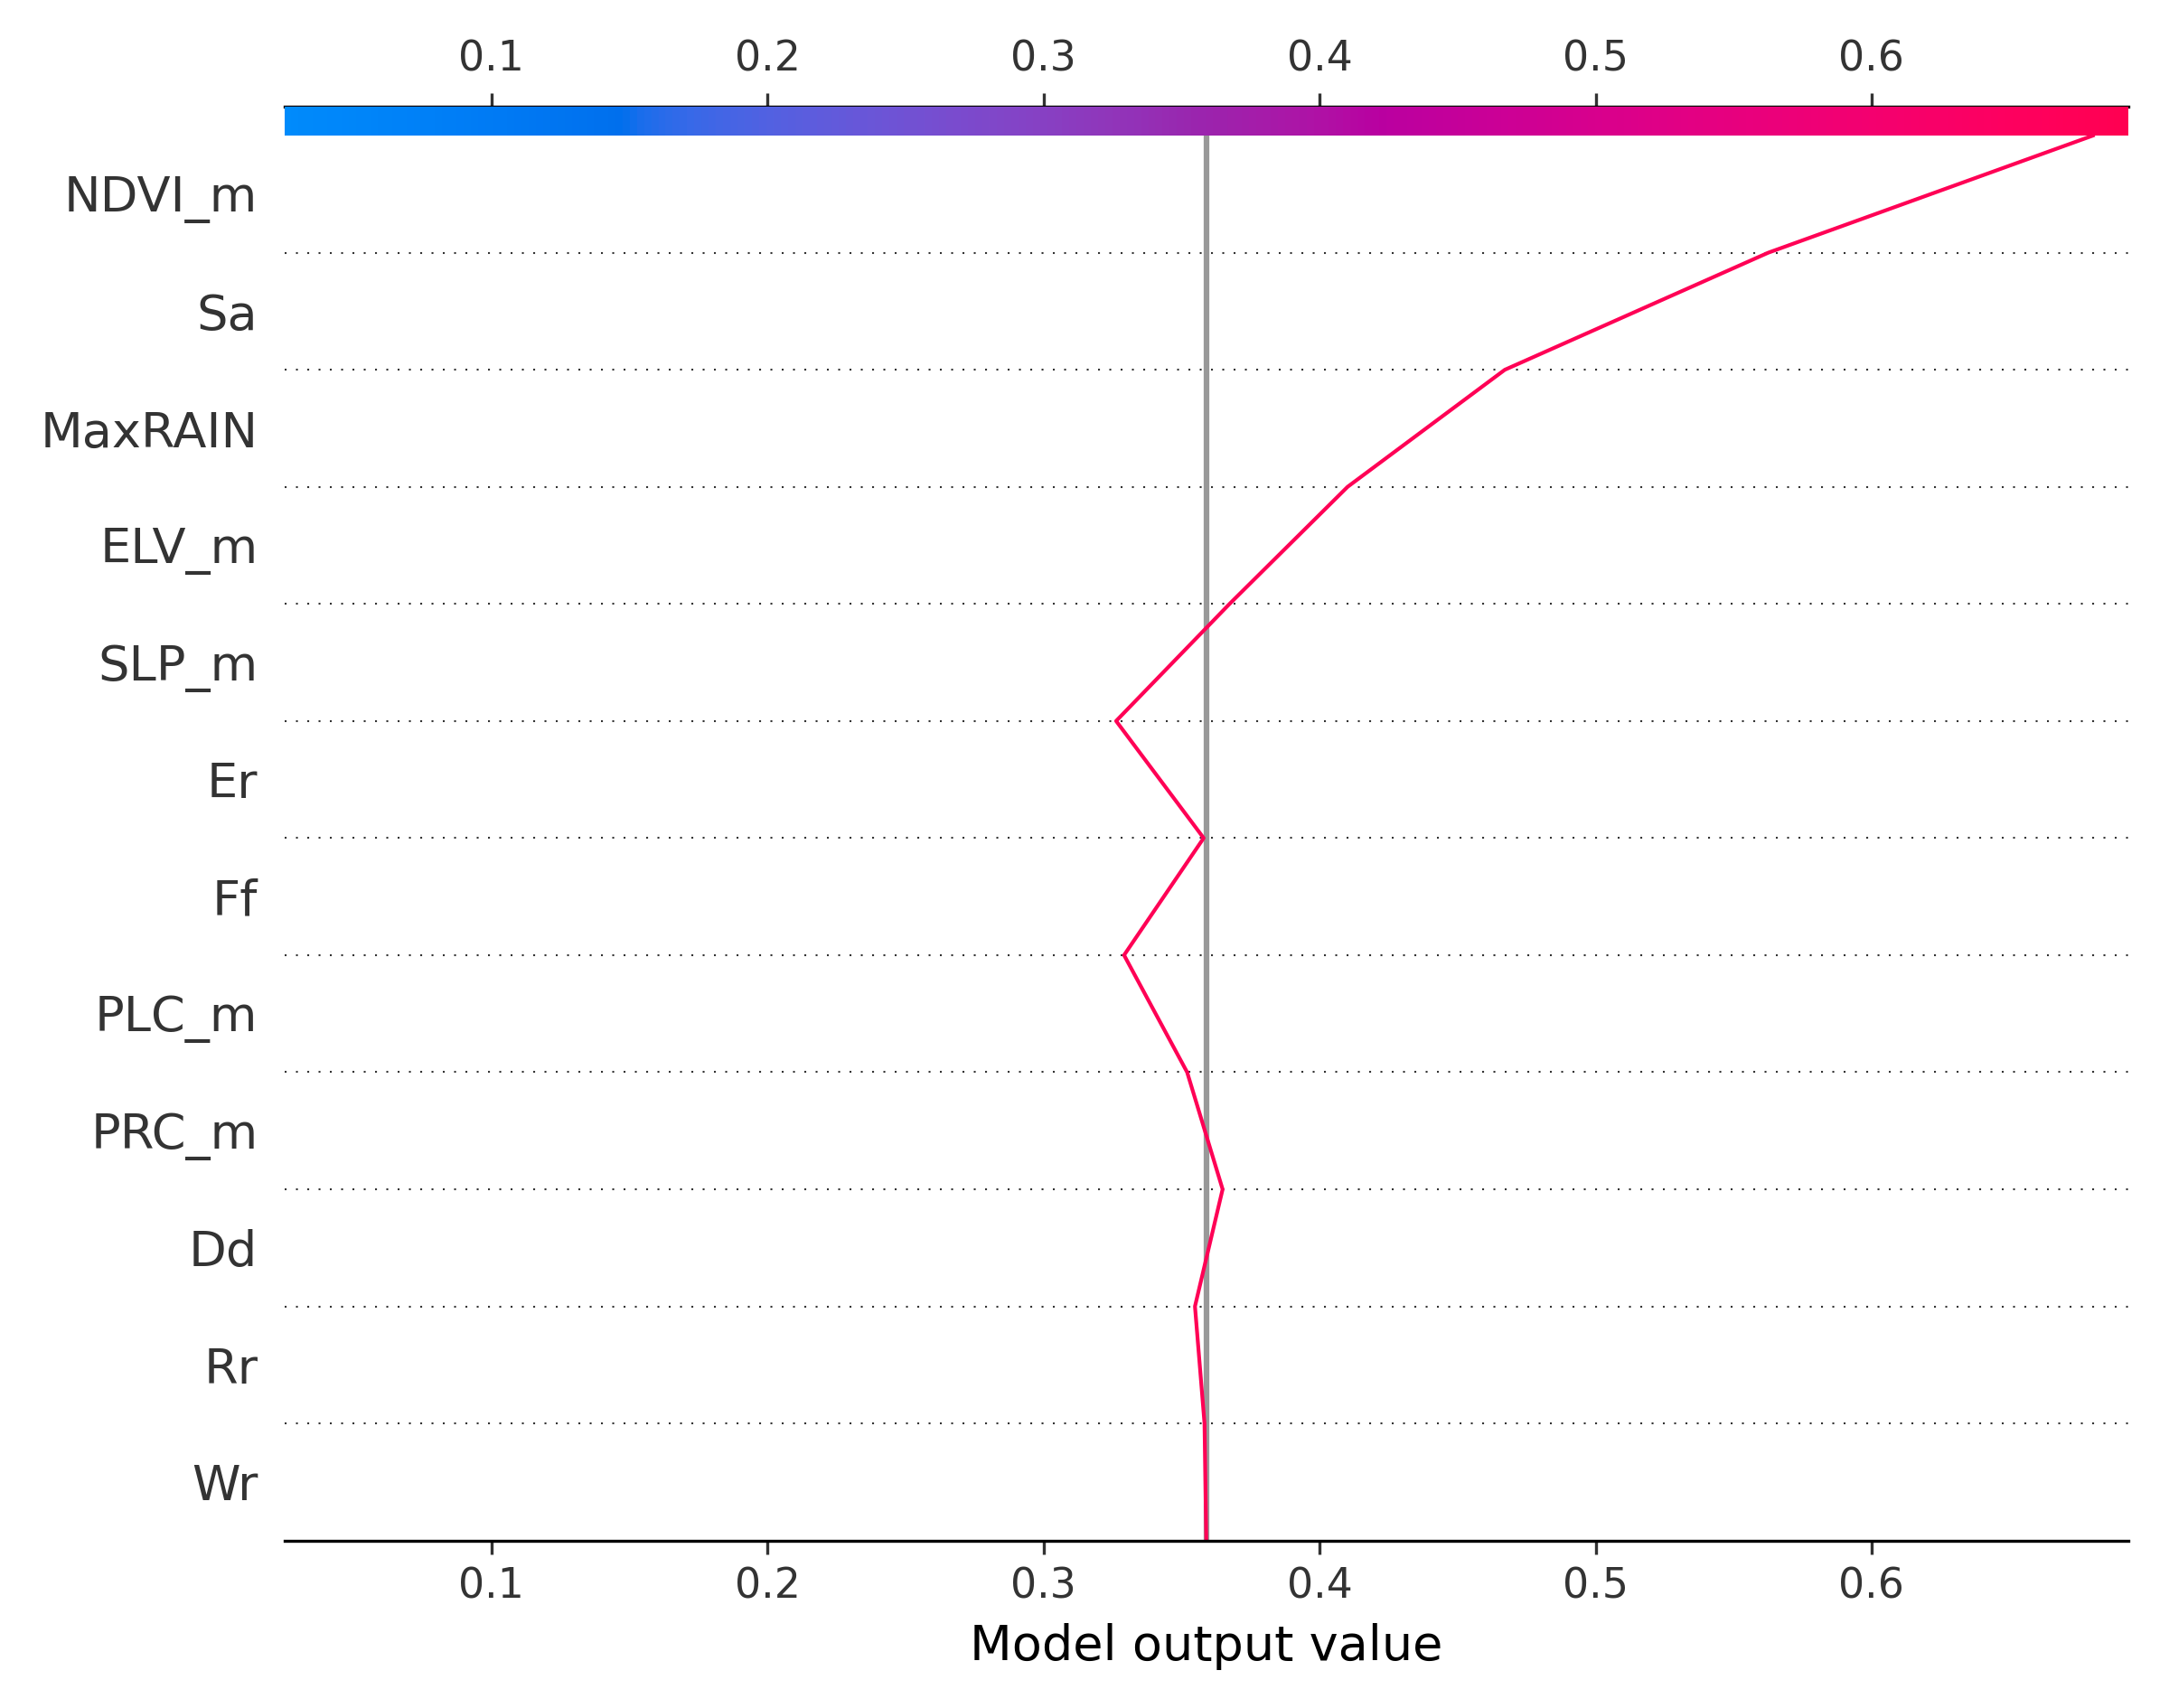 0.1 0.2 0.3 0.4 0.5 0.6
NDVI_m
Sa
MaxRAIN
ELV_m
SLP_m
Er
Ff
PLC_m
PRC_m
Dd
Rr
Wr
0.1 0.2 0.3 0.4 0.5 0.6
Model output value